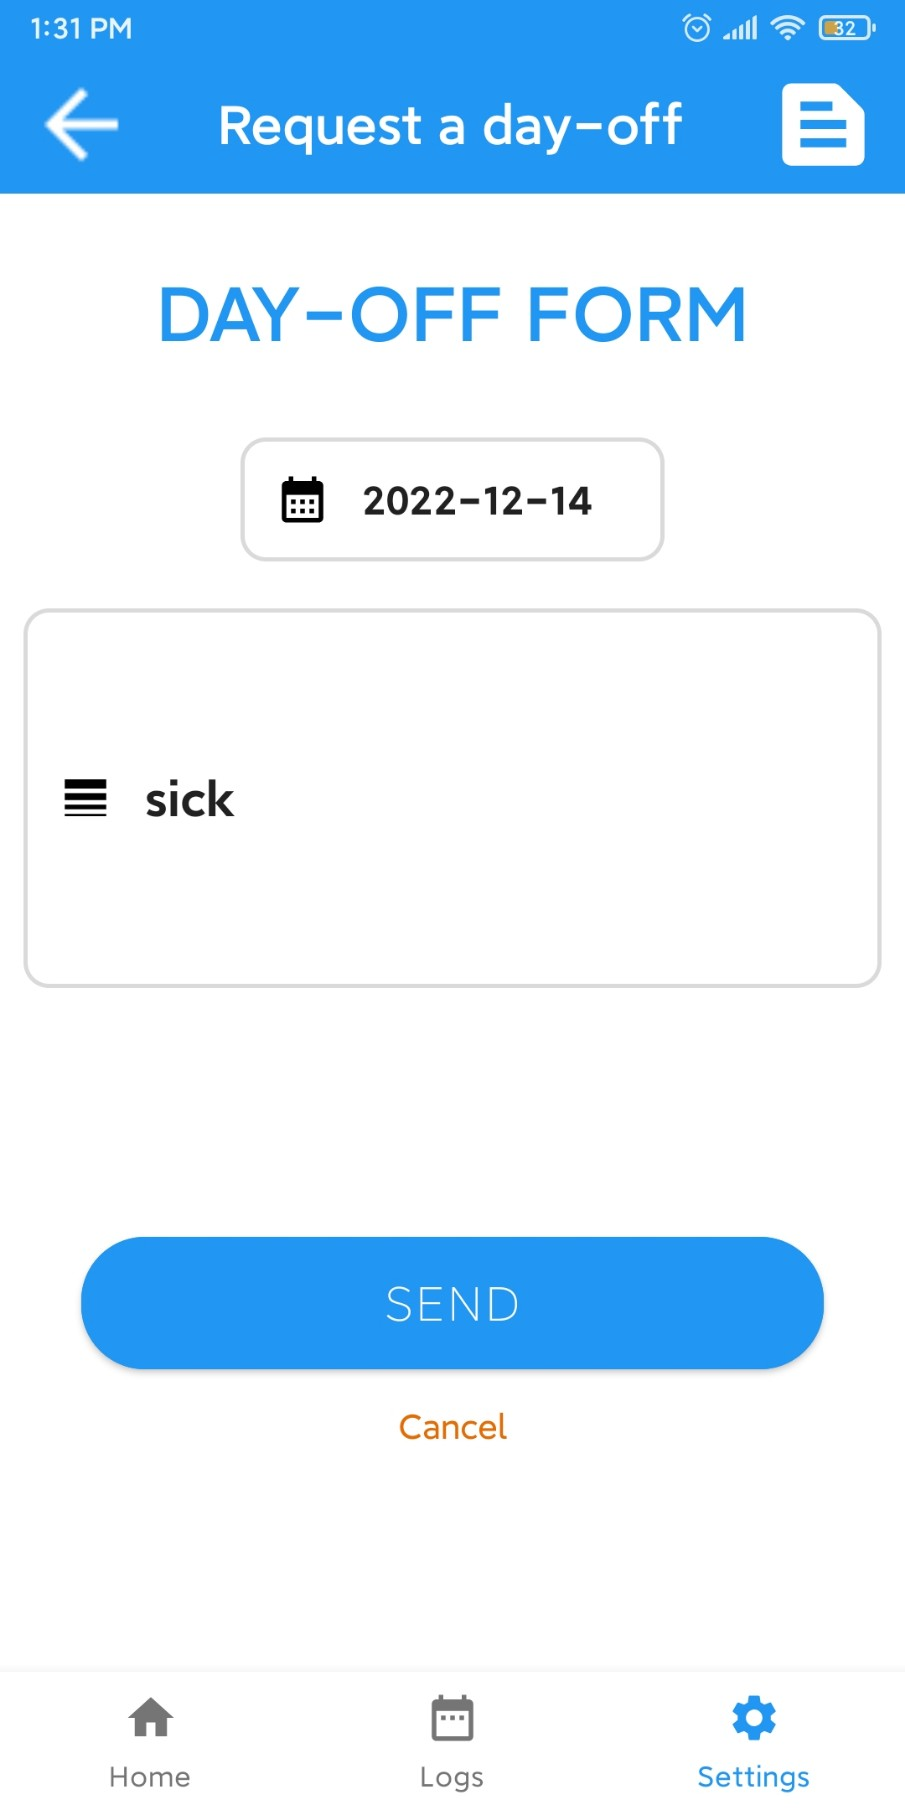 1:31 PM
32
Request a day-off
DAY-OFF FORM
2022-12-14
sick
SEND
Cancel
Home
Logs
Settings